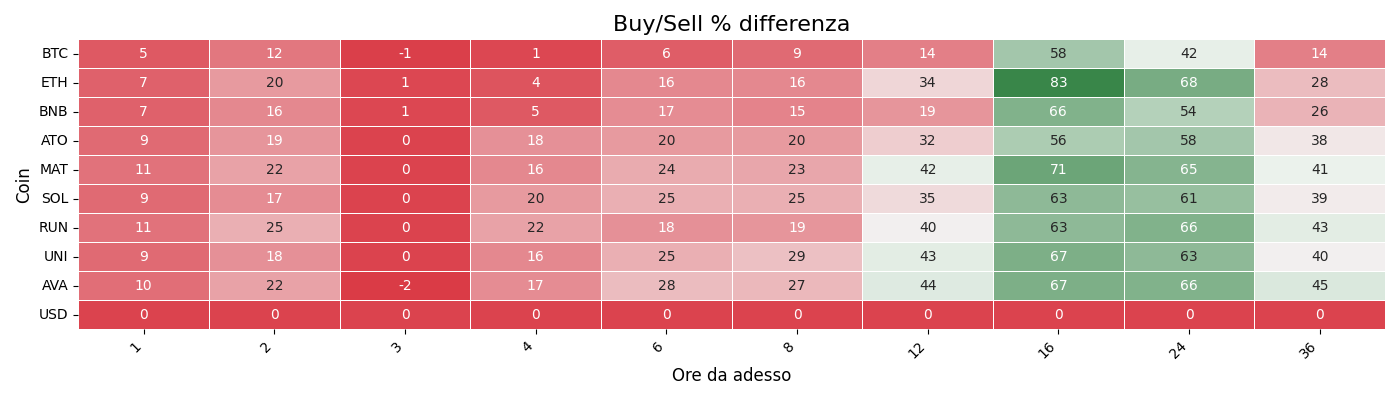 Buy/Sell % differenza
Coin
BTC 5 12 -1 1 6 9 14 58 42 14
ETH 7 20 1 4 16 16 34 83 68 28
BNB 7 16 1 5 17 15 19 66 54 26
ATO 9 19 0 18 20 20 32 56 58 38
MAT 11 22 0 16 24 23 42 71 65 41
SOL 9 17 0 20 25 25 35 63 61 39
RUN 11 25 0 22 18 19 40 63 66 43
UNI 9 18 0 16 25 29 43 67 63 40
AVA 10 22 -2 17 28 27 44 67 66 45
USD 0 0 0 0 0 0 0 0 0 0
1 2 3 4 6 8 12 16 24 36
Ore da adesso